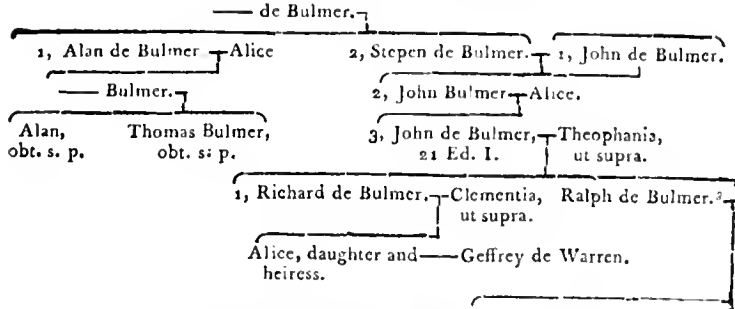 —— de Bulmer.
1, Alan de Bulmer Alice 2, Stepen de Bulmer. 1, John de Bulmer.
—— Bulmer. 2, John Bulmer Alice.
Alan, Thomas Bulmer, 3, John de Bulmer, Theophania,
obt. s. p. obt. s: p. 21 Ed. I. ut supra.
1, Richard de Bulmer. Clementia, Ralph de Bulmer.³
ut supra.
Alice, daughter and —— Geffrey de Warren.
heiress.